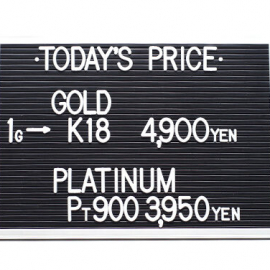 ·TODAY'S PRICE·
GOLD
1G→ K18 4,900YEN
PLATINUM
PT900 3,950YEN